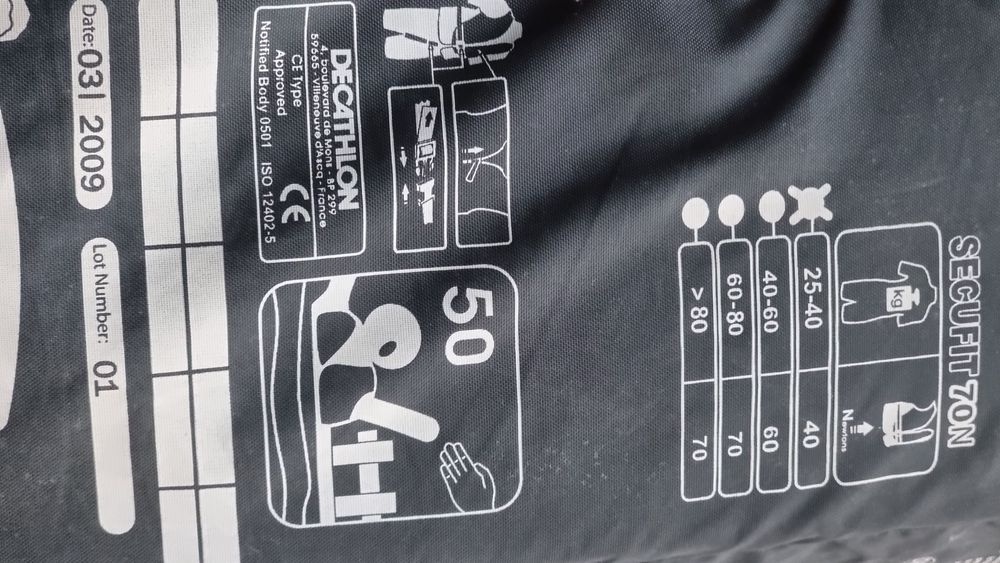 SECUFIT 70N
kg
Newtons
25-40 40
40-60 60
60-80 70
> 80 70
DECATHLON
4, boulevard de Mons - BP 299
59665 - Villeneuve d'Ascq - France
CE Type
Approved
CE
Notified Body 0501 ISO 12402-5
50
Date: 03| 2009
Lot Number: 01